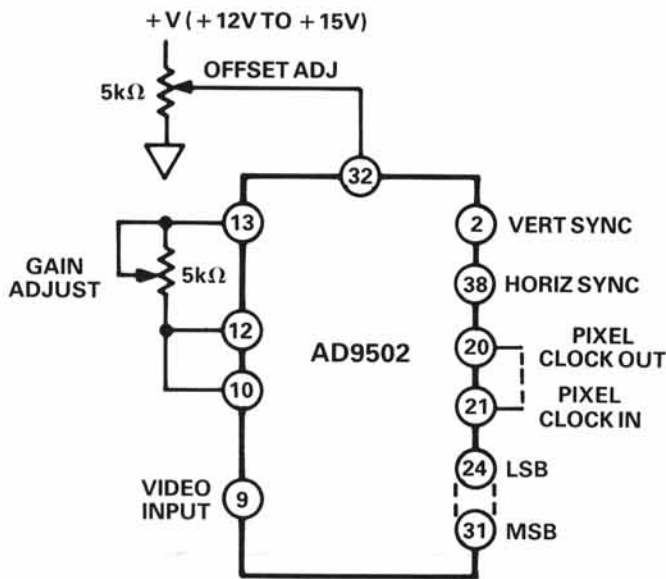 +V (+12V TO +15V)
OFFSET ADJ
5kΩ
32
13
2 VERT SYNC
GAIN
ADJUST
5kΩ
38 HORIZ SYNC
12
AD9502
20 PIXEL
CLOCK OUT
10
21 PIXEL
CLOCK IN
24 LSB
VIDEO
INPUT
9
31 MSB